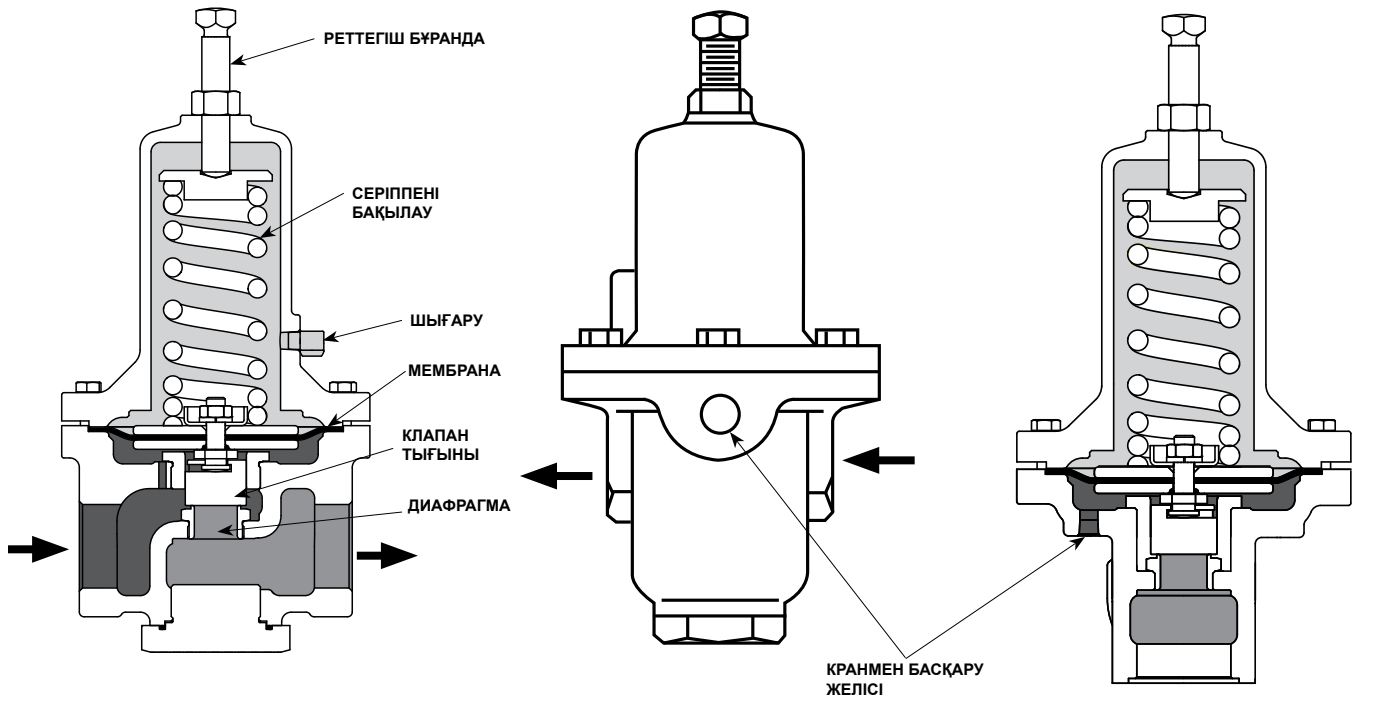 РЕТТЕГІШ БҰРАНДА
СЕРІППЕНІ
БАҚЫЛАУ
ШЫҒАРУ
МЕМБРАНА
КЛАПАН
ТЫҒЫНЫ
ДИАФРАГМА
КРАНМЕН БАСҚАРУ
ЖЕЛІСІ